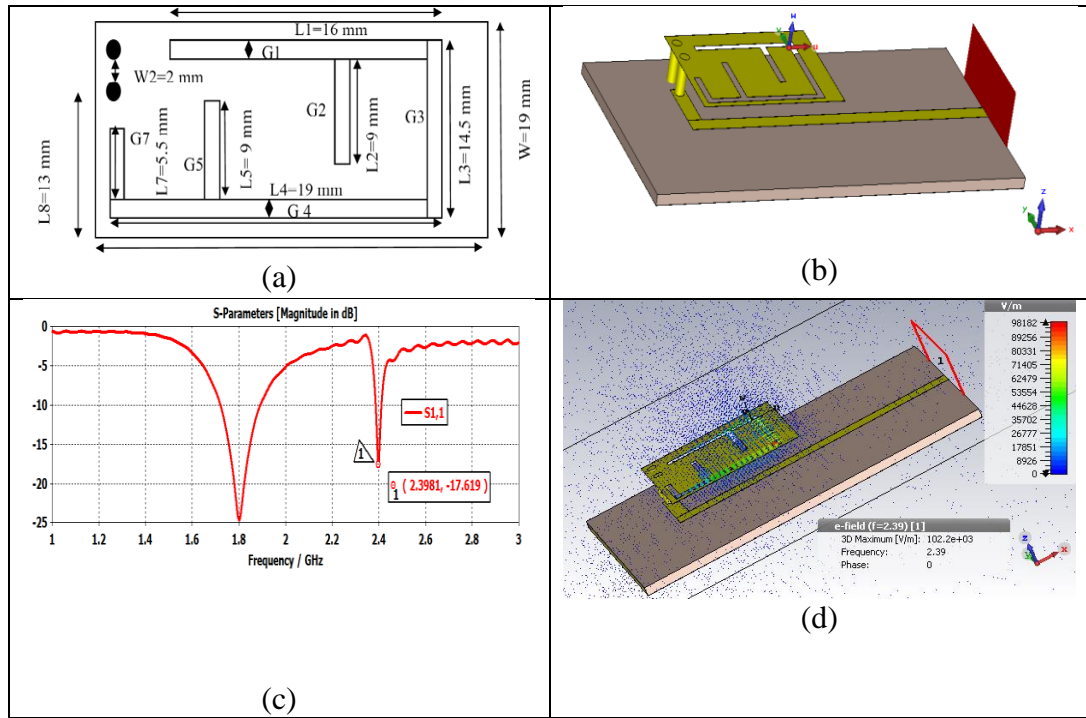 L1=16 mm
G1
W2=2 mm
G2
G3
G7
G5
L7=5.5 mm
L5= 9 mm
L2=9 mm
L3=14.5 mm
W=19 mm
L8=13 mm
L4=19 mm
G 4
(a)
w
v
u
z
y
x
(b)
S-Parameters [Magnitude in dB]
0
-5
-10
-15
-20
-25
S1,1
1
1 ( 2.3981, -17.619 )
1 1.2 1.4 1.6 1.8 2 2.2 2.4 2.6 2.8 3
Frequency / GHz
(c)
V/m
98182
89256
80331
71405
62479
53554
44628
35702
26777
17851
8926
0
1
e-field (f=2.39) [1]
3D Maximum [V/m]: 102.2e+03
Frequency: 2.39
Phase: 0
z
y
x
(d)